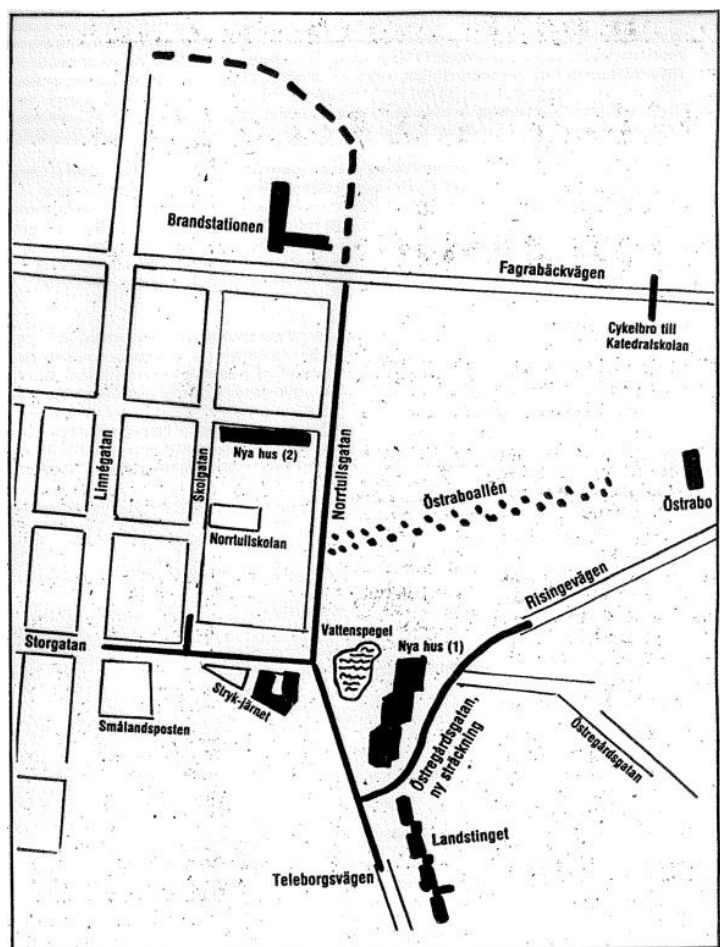 Brandstationen
Fagrabäckvägen
Cykelbro till
Katedralskolan
Linnégatan
Skolgatan
Nya hus (2)
Norrtullsgatan
Norrtullskolan
Östraboallén
Östrabo
Risingevägen
Storgatan
Vattenspegel
Nya hus (1)
Smålandsposten
Stryk-järnet
Östregårdsgatan,
ny sträckning
Östregårdsgatan
Landstinget
Teleborgsvägen